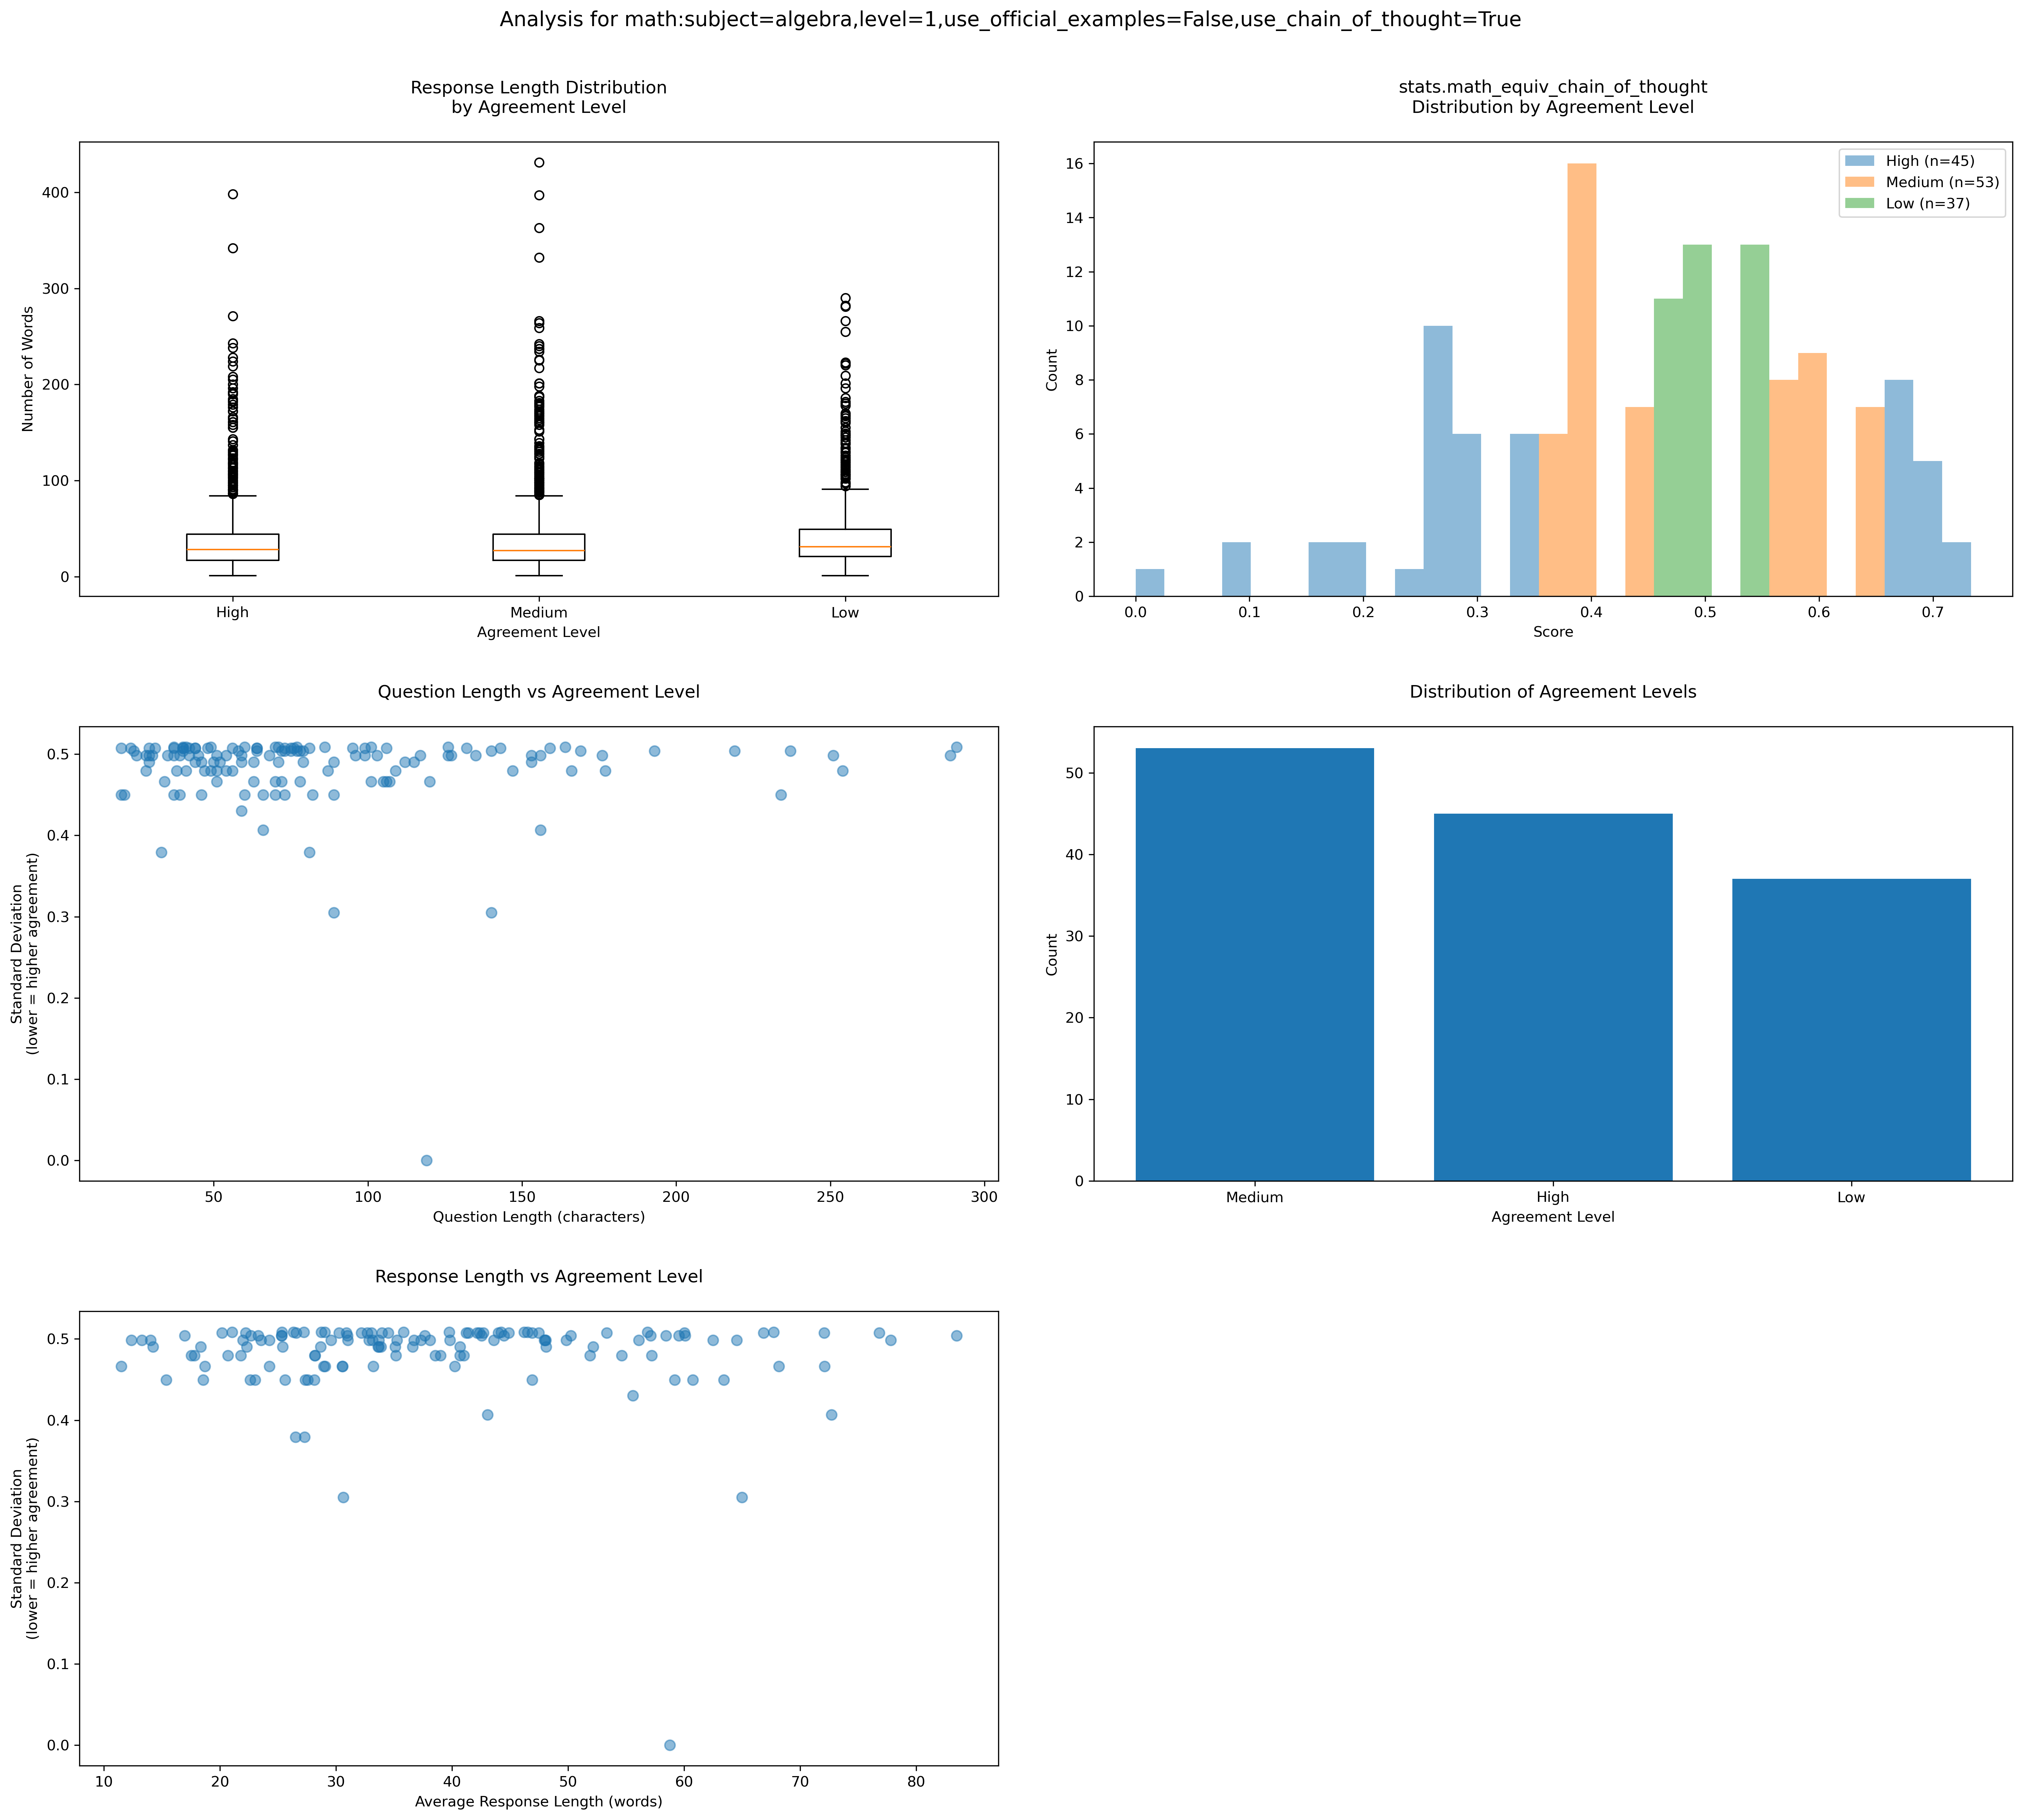 Analysis for math:subject=algebra,level=1,use_official_examples=False,use_chain_of_thought=True
Response Length Distribution
by Agreement Level
Number of Words
400
300
200
100
0
High
Medium
Low
Agreement Level
stats.math_equiv_chain_of_thought
Distribution by Agreement Level
High (n=45)
Medium (n=53)
Low (n=37)
Count
16
14
12
10
8
6
4
2
0
0.0
0.1
0.2
0.3
0.4
0.5
0.6
0.7
Score
Question Length vs Agreement Level
Standard Deviation
(lower = higher agreement)
0.5
0.4
0.3
0.2
0.1
0.0
50
100
150
200
250
300
Question Length (characters)
Distribution of Agreement Levels
Count
50
40
30
20
10
0
Medium
High
Low
Agreement Level
Response Length vs Agreement Level
Standard Deviation
(lower = higher agreement)
0.5
0.4
0.3
0.2
0.1
0.0
10
20
30
40
50
60
70
80
Average Response Length (words)